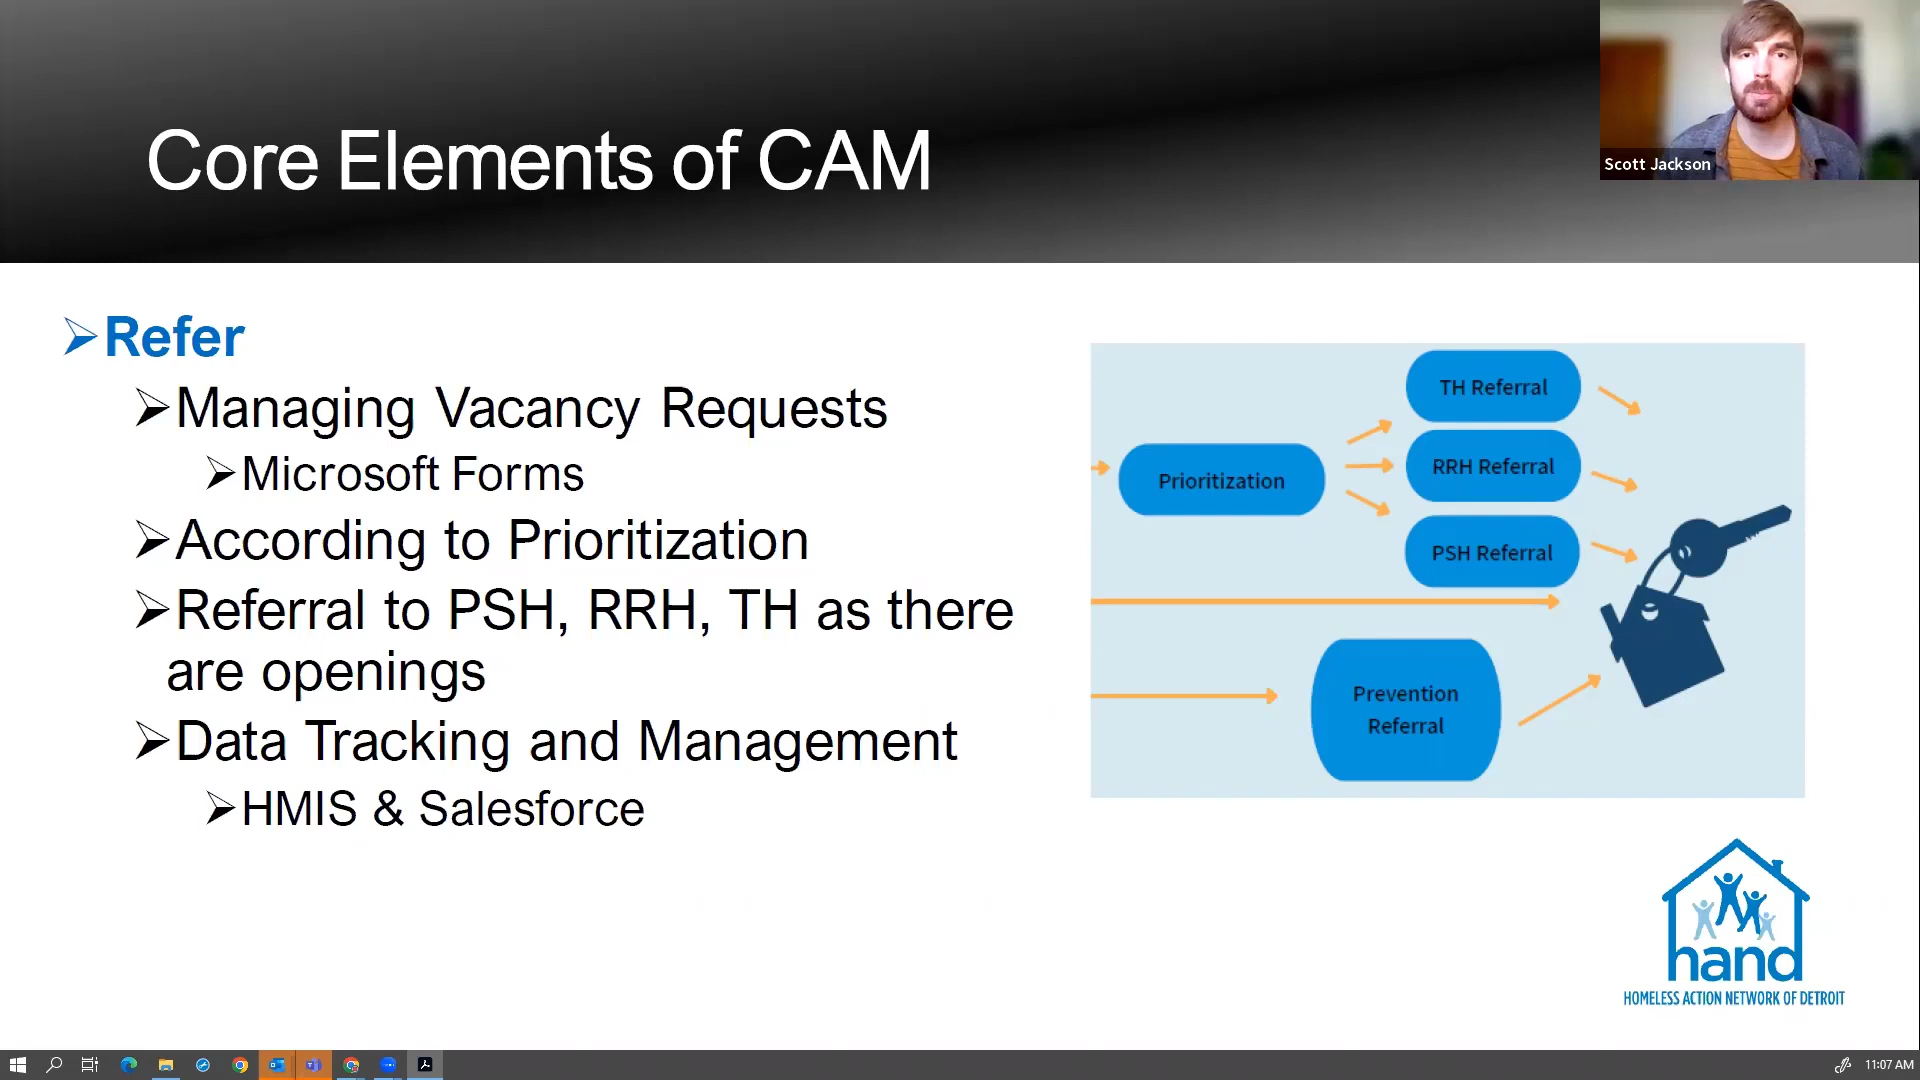 Core Elements of CAM
Scott Jackson
Refer
Managing Vacancy Requests
Microsoft Forms
According to Prioritization
Referral to PSH, RRH, TH as there
are openings
Data Tracking and Management
HMIS & Salesforce
TH Referral
Prioritization
RRH Referral
PSH Referral
Prevention
Referral
hand
HOMELESS ACTION NETWORK OF DETROIT
11:07 AM